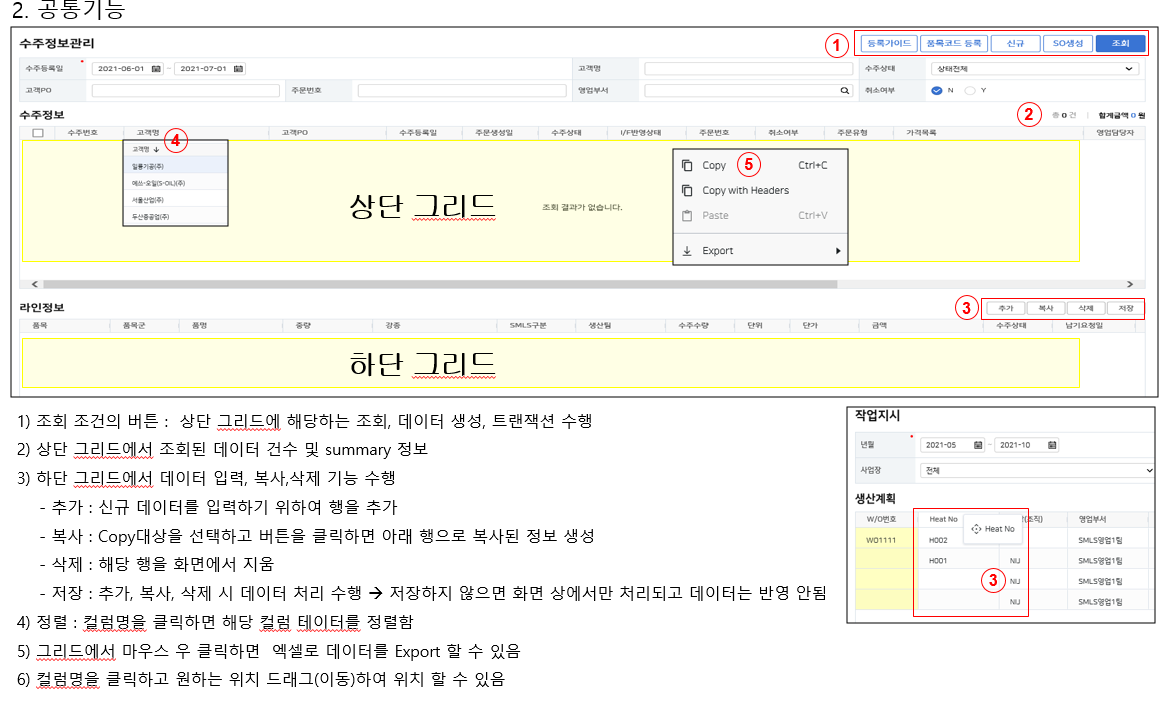 2. 공통기능
수주정보관리
1 등록가이드 품목코드 등록 신규 SO생성 조회
수주등록일 * 2021-06-01 ~ 2021-07-01 고객명 수주상태 상태전체
고객PO 주문번호 영업부서 취소여부 N Y
수주정보 2 총 0 건 합계금액 0 원
수주번호 고객명 고객PO 수주등록일 주문생성일 수주상태 I/F반영상태 주문번호 취소여부 주문유형 가격목록 영업담당자
4
고객명 ↓
일륭기공(주)
에쓰-오일(S-OIL)(주)
서울산업(주)
두산중공업(주)
상단 그리드
조회 결과가 없습니다.
Copy 5 Ctrl+C
Copy with Headers
Paste Ctrl+V
Export
라인정보 3 추가 복사 삭제 저장
품목 품목군 품명 중량 강종 SMLS구분 생산팀 수주수량 단위 단가 금액 수주상태 납기요청일
하단 그리드
1) 조회 조건의 버튼 : 상단 그리드에 해당하는 조회, 데이터 생성, 트랜잭션 수행
2) 상단 그리드에서 조회된 데이터 건수 및 summary 정보
3) 하단 그리드에서 데이터 입력, 복사,삭제 기능 수행
- 추가 : 신규 데이터를 입력하기 위하여 행을 추가
- 복사 : Copy대상을 선택하고 버튼을 클릭하면 아래 행으로 복사된 정보 생성
- 삭제 : 해당 행을 화면에서 지움
- 저장 : 추가, 복사, 삭제 시 데이터 처리 수행 → 저장하지 않으면 화면 상에서만 처리되고 데이터는 반영 안됨
4) 정렬 : 컬럼명을 클릭하면 해당 컬럼 테이터를 정렬함
5) 그리드에서 마우스 우 클릭하면 엑셀로 데이터를 Export 할 수 있음
6) 컬럼명을 클릭하고 원하는 위치 드래그(이동)하여 위치 할 수 있음
작업지시
년월 * 2021-05 ~ 2021-10
사업장 전체
생산계획
W/O번호 Heat No (조직) 영업부서
Heat No
WO1111 H002 SMLS영업1팀
H001 NIJ SMLS영업1팀
3 NIJ SMLS영업1팀
NIJ SMLS영업1팀